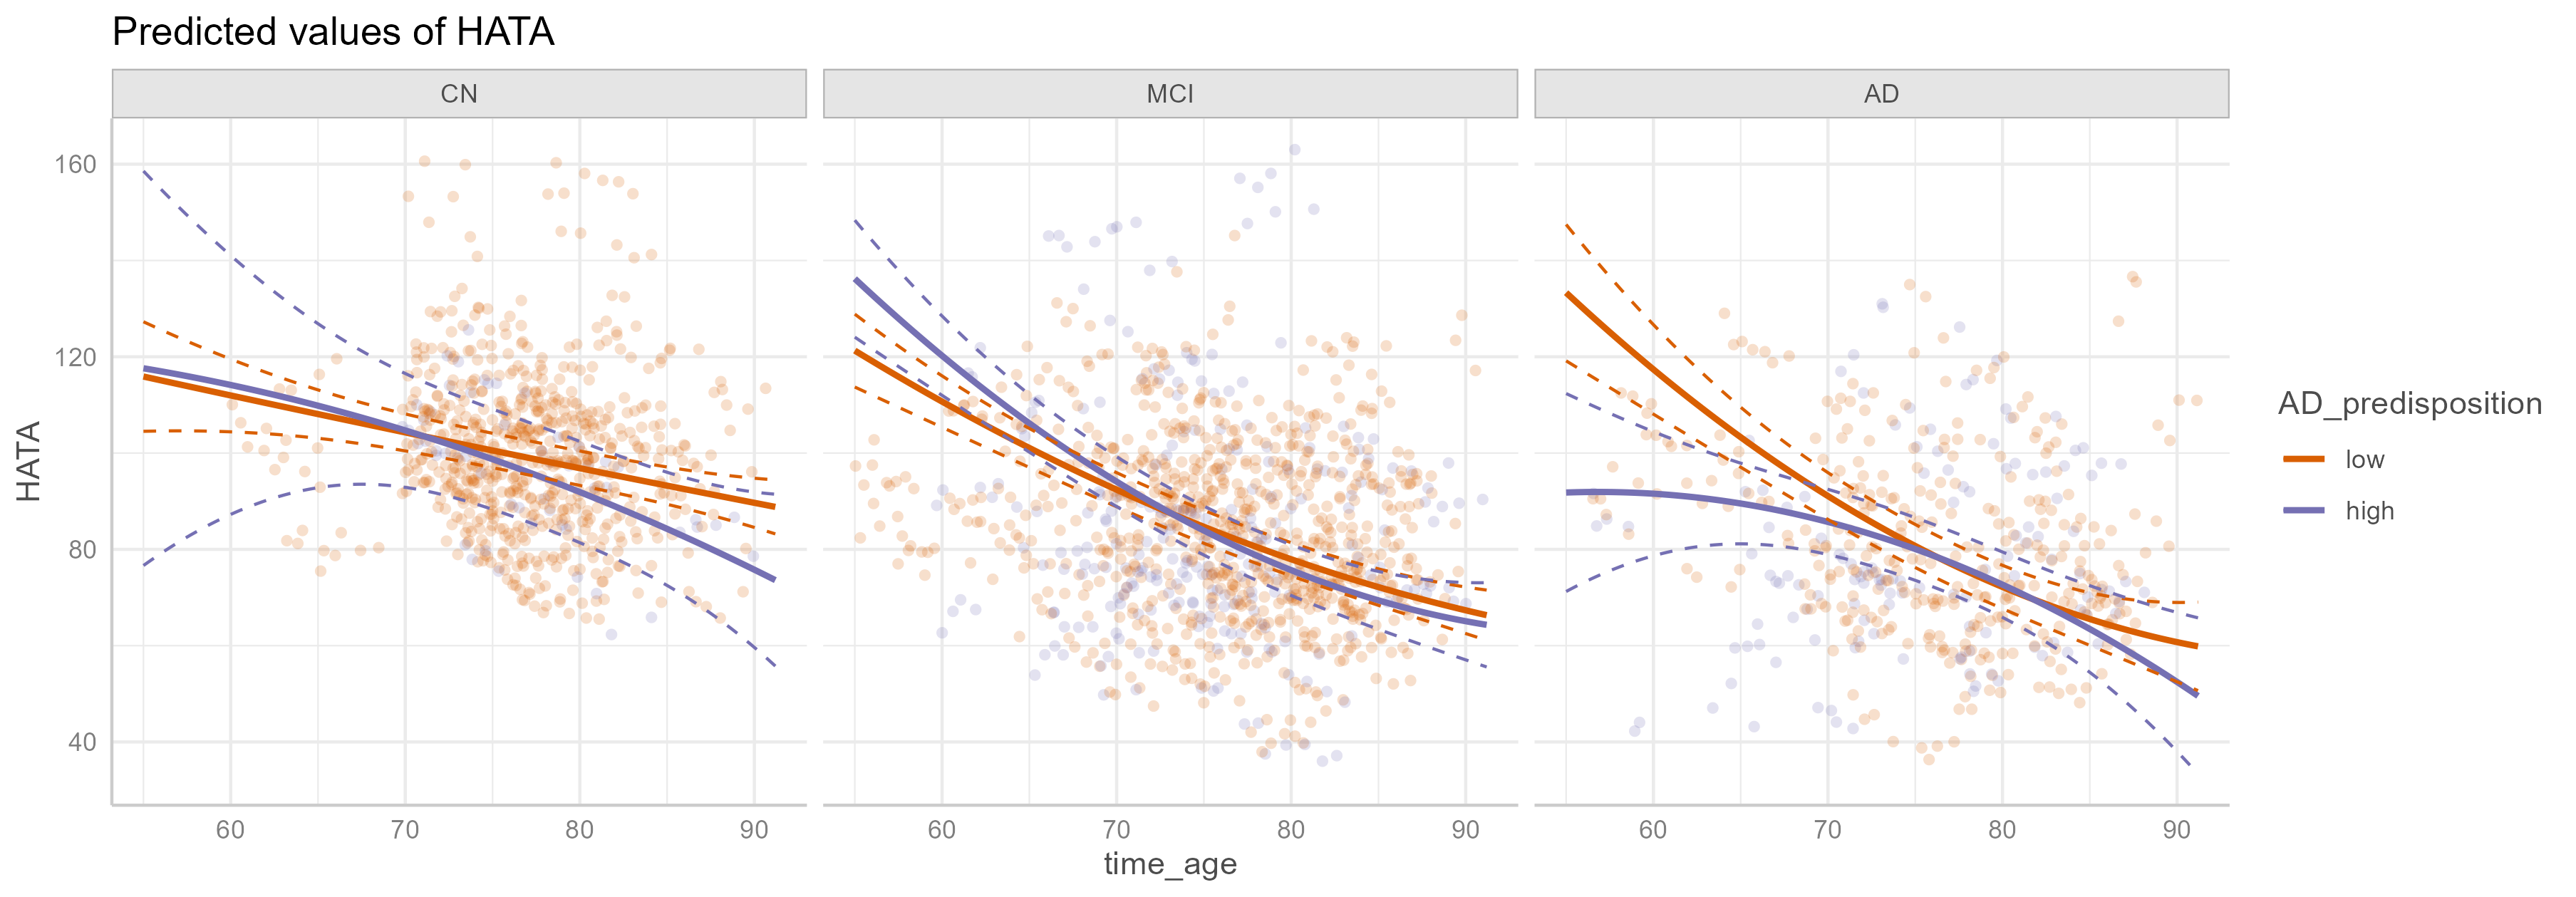 Predicted values of HATA
CN
MCI
AD
160
120
80
40
HATA
60 70 80 90
60 70 80 90
60 70 80 90
time_age
AD_predisposition
low
high